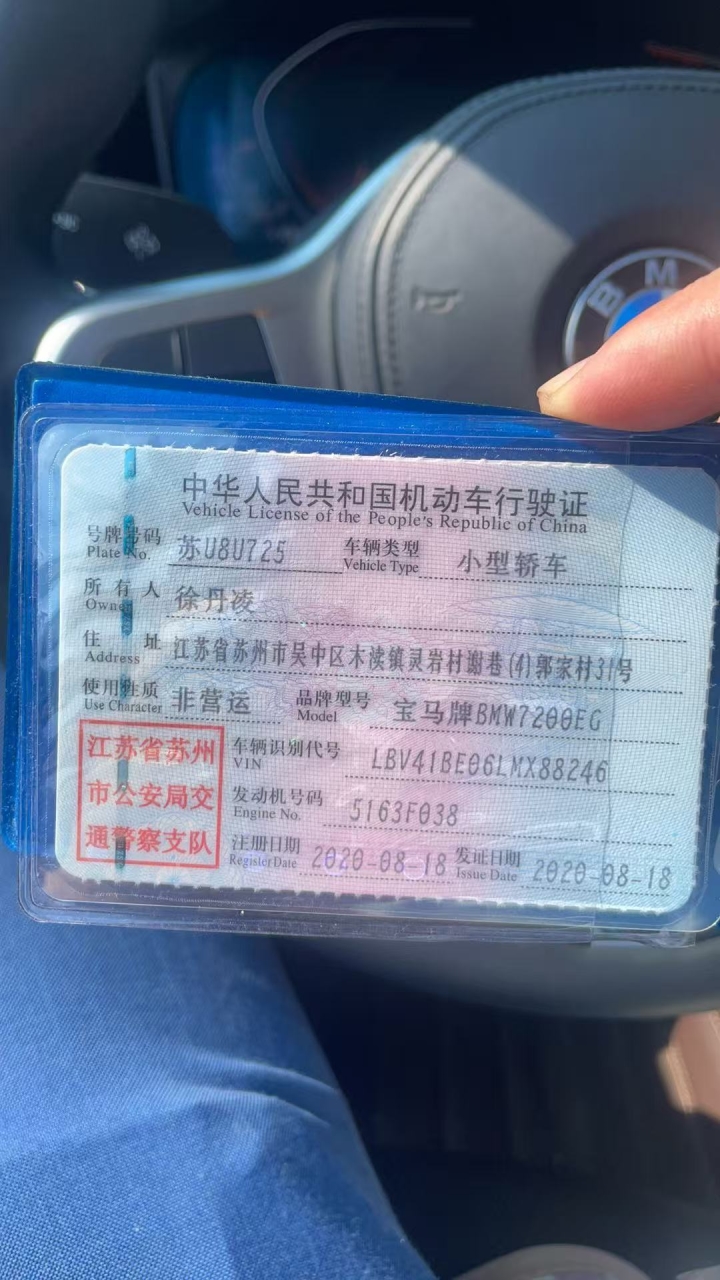 BM
中华人民共和国机动车行驶证
Vehicle License of the People's Republic of China
号牌号码 苏U8U725 车辆类型 小型轿车
Plate No. Vehicle Type
所有人 徐丹凌
Owner
住址 江苏省苏州市吴中区木渎镇灵岩村谢巷(4)郭家村31号
Address
使用性质 非营运 品牌型号 宝马牌BMW7200EG
Use Character Model
江苏省苏州
市公安局交
通警察支队
车辆识别代号 LBV41BE06LMX88246
VIN
发动机号码 5163F038
Engine No.
注册日期 2020-08-18 发证日期 2020-08-18
Register Date Issue Date